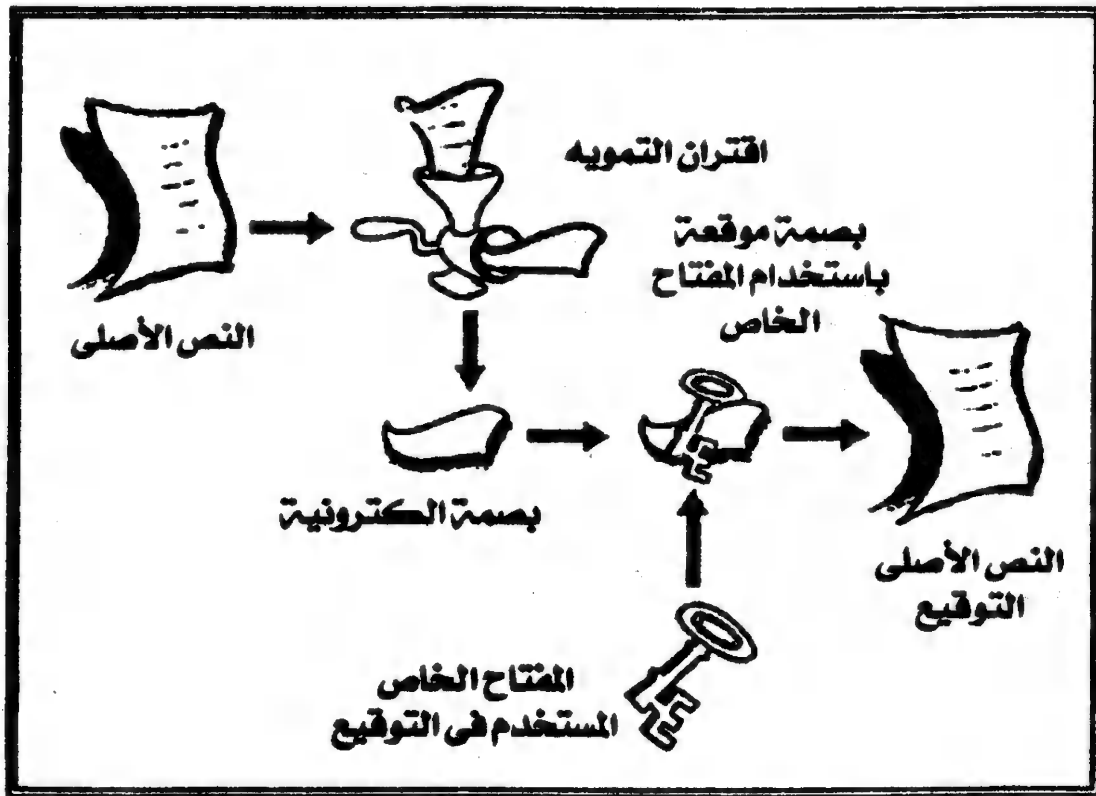 اقتران التمويه
بصمة موقعة
باستخدام المفتاح
الخاص
النص الأصلى
بصمة الكترونية
النص الأصلى
التوقيع
المفتاح الخاص
المستخدم فى التوقيع